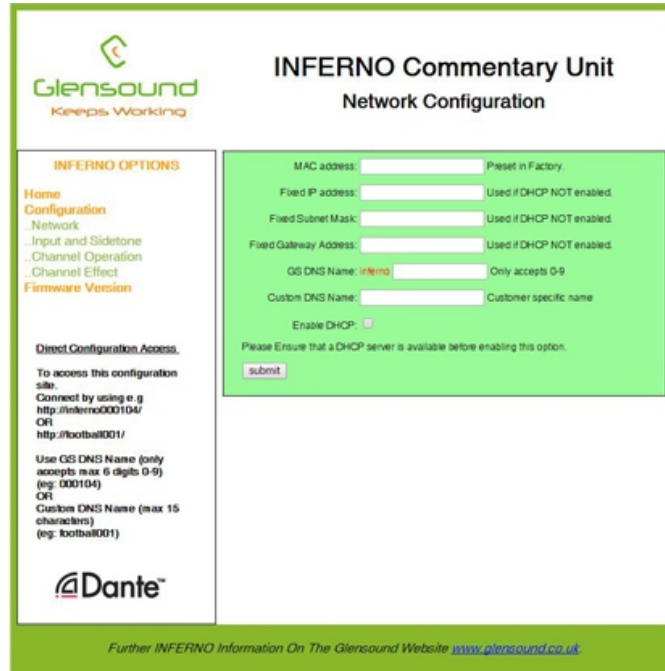 Glensound
Keeps Working
INFERNO Commentary Unit
Network Configuration
INFERNO OPTIONS
Home
Configuration
..Network
..Input and Sidetone
..Channel Operation
..Channel Effect
Firmware Version
Direct Configuration Access
To access this configuration
site.
Connect by using e.g
http://inferno000104/
OR
http://football001/
Use GS DNS Name (only
accepts max 6 digits 0-9)
(eg: 000104)
OR
Custom DNS Name (max 15
characters)
(eg: football001)
Dante™
MAC address: Preset in Factory.
Fixed IP address: Used if DHCP NOT enabled.
Fixed Subnet Mask: Used if DHCP NOT enabled.
Fixed Gateway Address: Used if DHCP NOT enabled.
GS DNS Name: inferno Only accepts 0-9
Custom DNS Name: Customer specific name
Enable DHCP:
Please Ensure that a DHCP server is available before enabling this option.
submit
Further INFERNO Information On The Glensound Website www.glensound.co.uk.